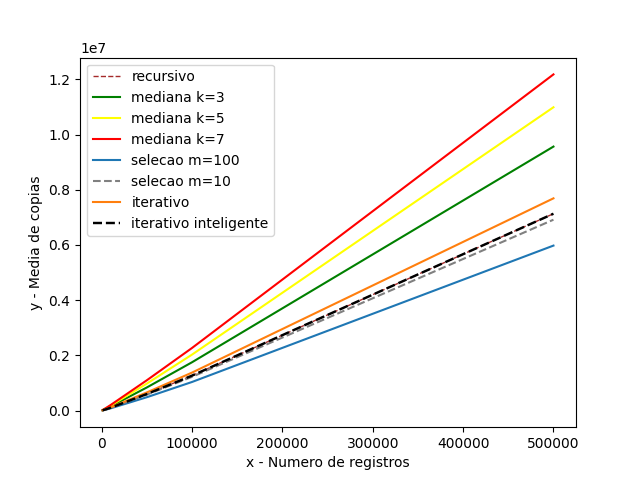 1e7
recursivo
mediana k=3
mediana k=5
mediana k=7
selecao m=100
selecao m=10
iterativo
iterativo inteligente
1.2
1.0
0.8
0.6
0.4
0.2
0.0
y - Media de copias
0 100000 200000 300000 400000 500000
x - Numero de registros